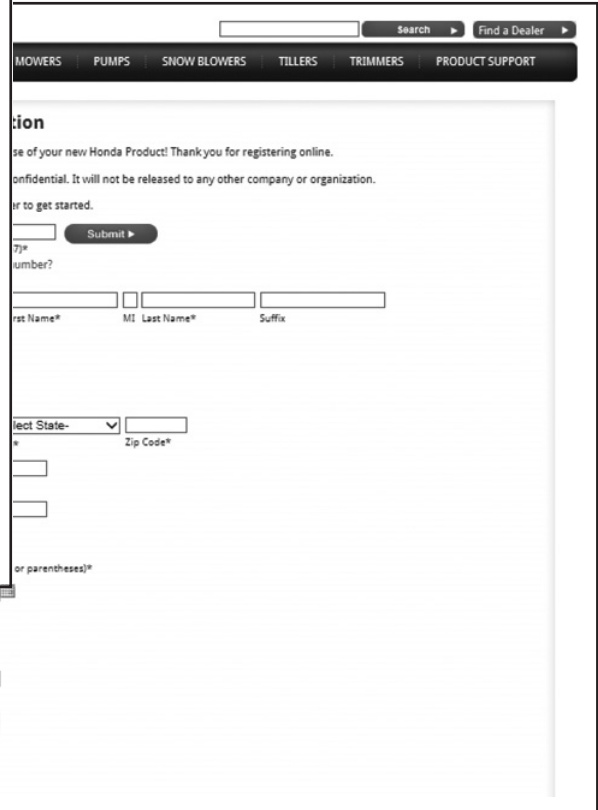 Search Find a Dealer
MOWERS PUMPS SNOW BLOWERS TILLERS TRIMMERS PRODUCT SUPPORT
tion
se of your new Honda Product! Thank you for registering online.
onfidential. It will not be released to any other company or organization.
er to get started.
Submit
7)*
umber?
rst Name* MI Last Name* Suffix
lect State-
* Zip Code*
or parentheses)*